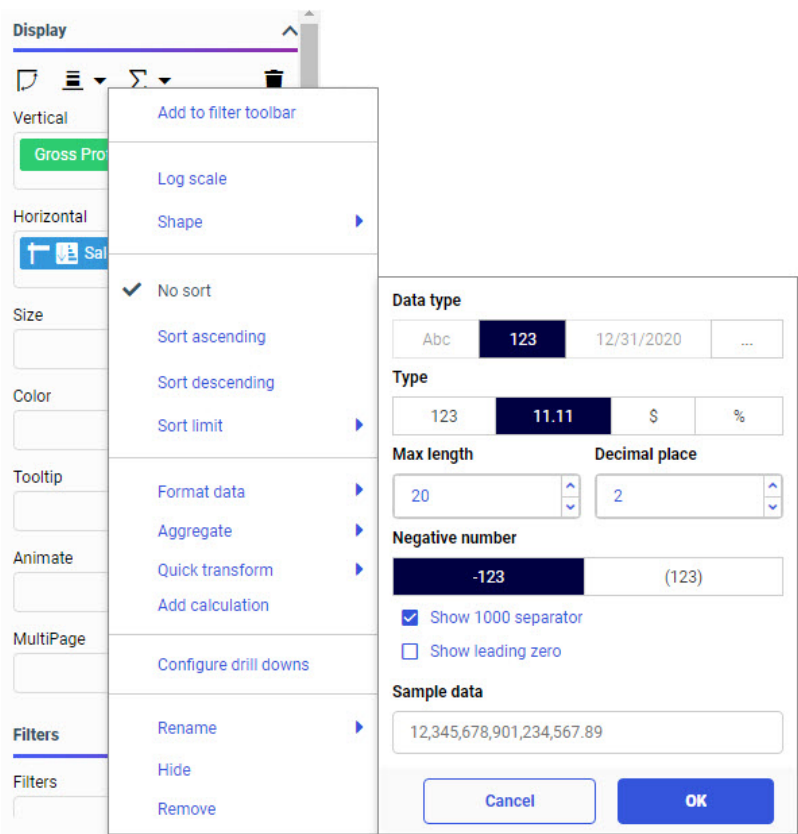 Display
Vertical
Gross Pro
Horizontal
Sal
Size
Color
Tooltip
Animate
MultiPage
Filters
Filters
Add to filter toolbar
Log scale
Shape
No sort
Sort ascending
Sort descending
Sort limit
Format data
Aggregate
Quick transform
Add calculation
Configure drill downs
Rename
Hide
Remove
Data type
Abc 123 12/31/2020 ...
Type
123 11.11 $ %
Max length Decimal place
20 2
Negative number
-123 (123)
Show 1000 separator
Show leading zero
Sample data
12,345,678,901,234,567.89
Cancel OK